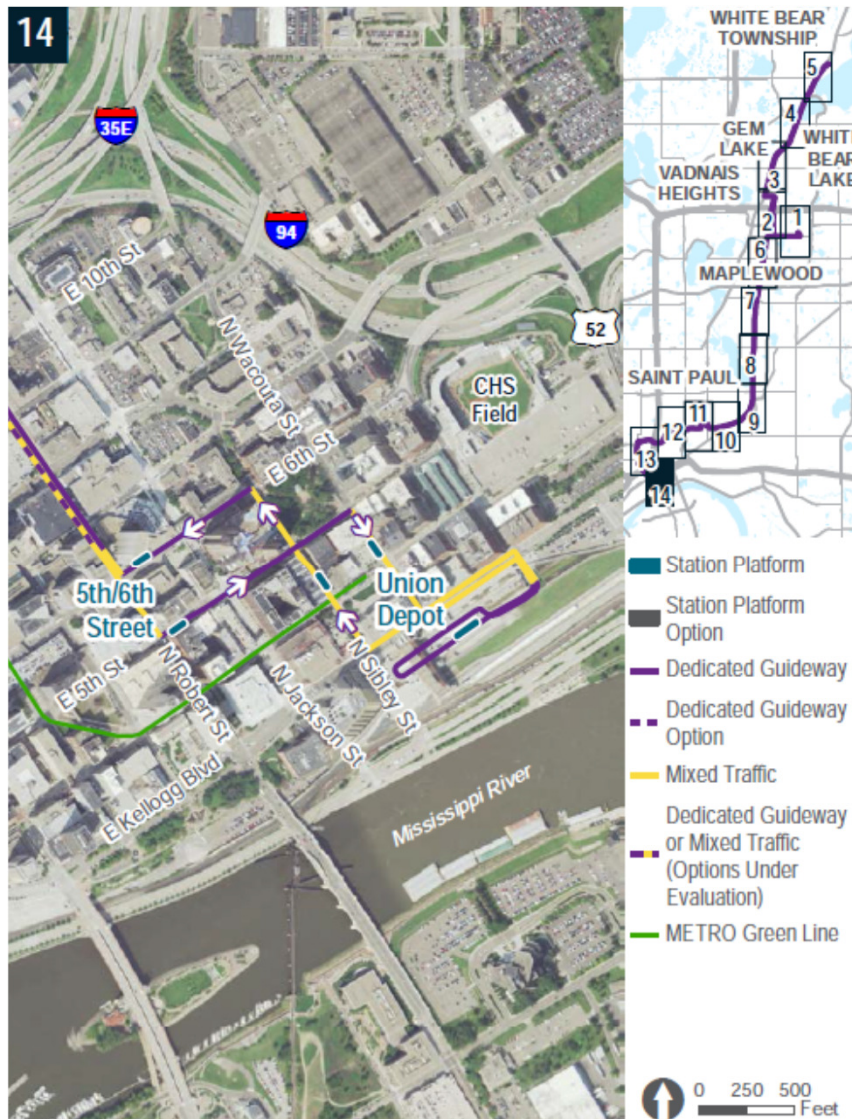 14
35E
94
52
E 10th St
N Wacouta St
CHS
Field
E 6th St
5th/6th
Street
Union
Depot
E 5th St
N Robert St
N Jackson St
N Sibley St
E Kellogg Blvd
Mississippi River
WHITE BEAR
TOWNSHIP
5
4
GEM
LAKE
WHITE
BEAR
LAKE
VADNAIS
HEIGHTS
3
2
1
6
MAPLEWOOD
7
8
SAINT PAUL
9
10
11
12
13
14
Station Platform
Station Platform
Option
Dedicated Guideway
Dedicated Guideway
Option
Mixed Traffic
Dedicated Guideway
or Mixed Traffic
(Options Under
Evaluation)
METRO Green Line
0 250 500
Feet